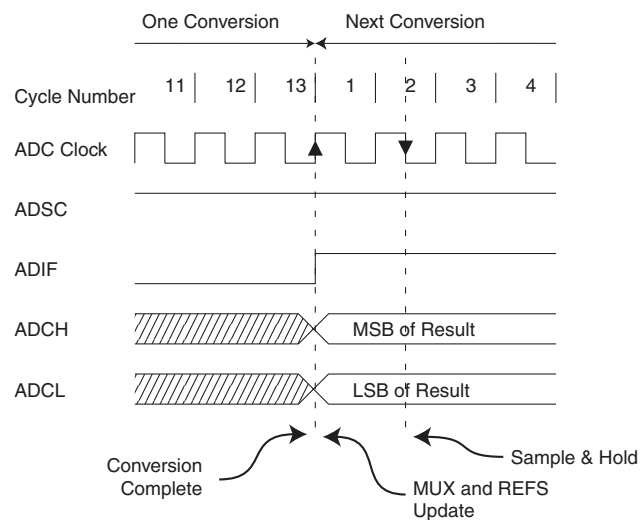 One Conversion Next Conversion
Cycle Number 11 12 13 1 2 3 4
ADC Clock
ADSC
ADIF
ADCH MSB of Result
ADCL LSB of Result
Conversion
Complete
MUX and REFS
Update
Sample & Hold